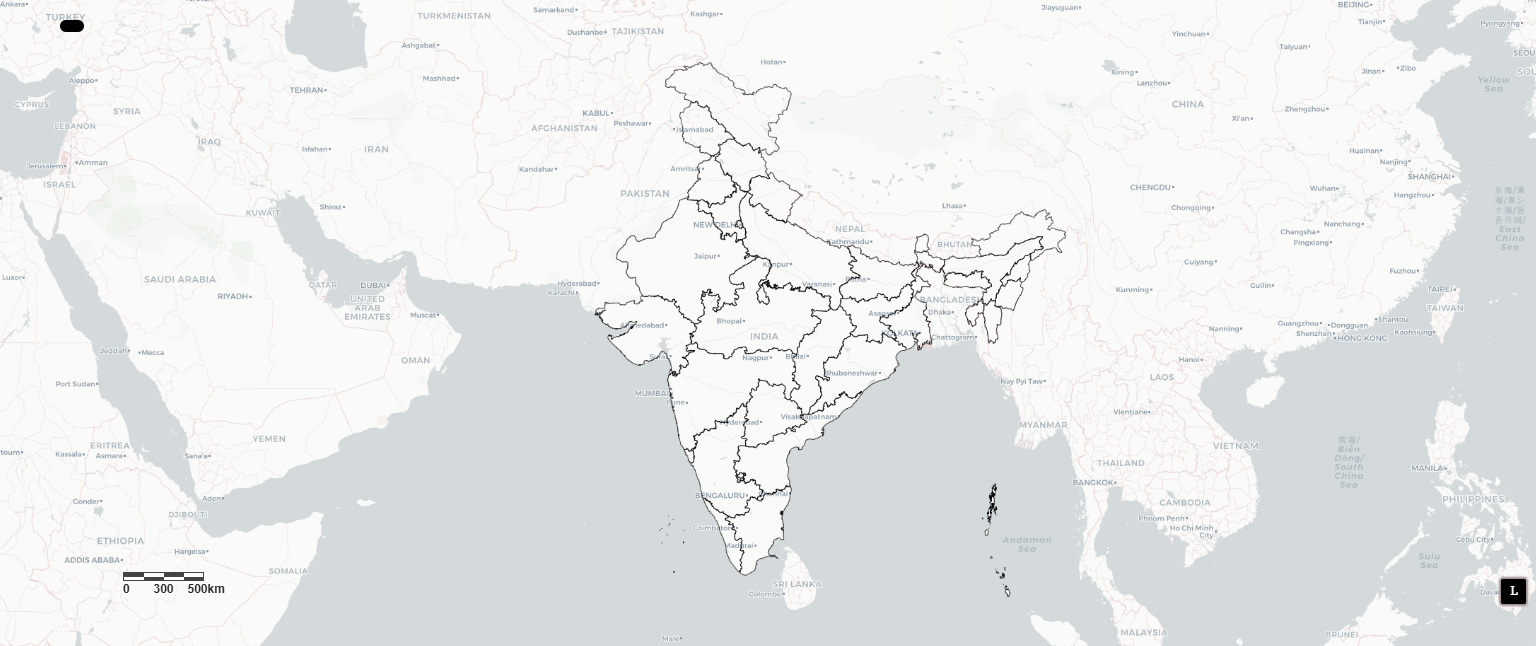 Ankara
TURKEY
TURKMENISTAN
Samarkand
Kashgar
Jiayuguan
BEIJING
Dushanbe
TAJIKISTAN
Yinchuan
Tianjin
Pyongyang
Ashgabat
Taiyuan
Hotan
Aleppo
Mashhad
Xining
Lanzhou
Jinan
Zibo
Yellow
Sea
TEHRAN
CYPRUS
SYRIA
KABUL
Peshawar
CHINA
Zhengzhou
LEBANON
AFGHANISTAN
Islamabad
Xi'an
IRAQ
Isfahan
IRAN
Huainan
Nanjing
Jerusalem
Amman
Kandahar
Amritsar
SHANGHAI
ISRAEL
PAKISTAN
CHENGDU
Wuhan
Hangzhou
KUWAIT
Shiraz
Lhasa
Chongqing
NEW DELHI
NEPAL
Kathmandu
Changsha
Nanchang
BHUTAN
Pingxiang
East
China
Sea
Jaipur
Kanpur
Guiyang
Luxor
SAUDI ARABIA
QATAR
DUBAI
Hyderabad
Karachi
Varanasi
Patna
Fuzhou
RIYADH
UNITED
ARAB
EMIRATES
Kunming
Guilin
TAIPEI
BANGLADESH
TAIWAN
Muscat
Ahmedabad
Bhopal
Dhaka
Nanning
Guangzhou
Dongguan
Shantou
Shenzhen
HONG KONG
Kaohsiung
INDIA
KOLKATA
Chattogram
Jeddah
Mecca
OMAN
Surat
Nagpur
Bhilai
Hanoi
Port Sudan
Bhubaneshwar
Nay Pyi Taw
LAOS
MUMBAI
Pune
Vientiane
Hyderabad
Visakhapatnam
MYANMAR
ERITREA
YEMEN
VIETNAM
Kassala
Asmara
Sana'a
THAILAND
南海/
Biển
Đông/
South
China
Sea
MANILA
BANGKOK
Gonder
Aden
BENGALURU
Chennai
CAMBODIA
PHILIPPINES
DJIBOUTI
Phnom Penh
Ho Chi Minh
City
Coimbatore
ETHIOPIA
Hargeisa
Madurai
Andaman
Sea
Cebu City
ADDIS ABABA
SOMALIA
Sulu
Sea
SRI LANKA
Colombo
0 300 500km
L
Male
MALAYSIA
BRUNEI